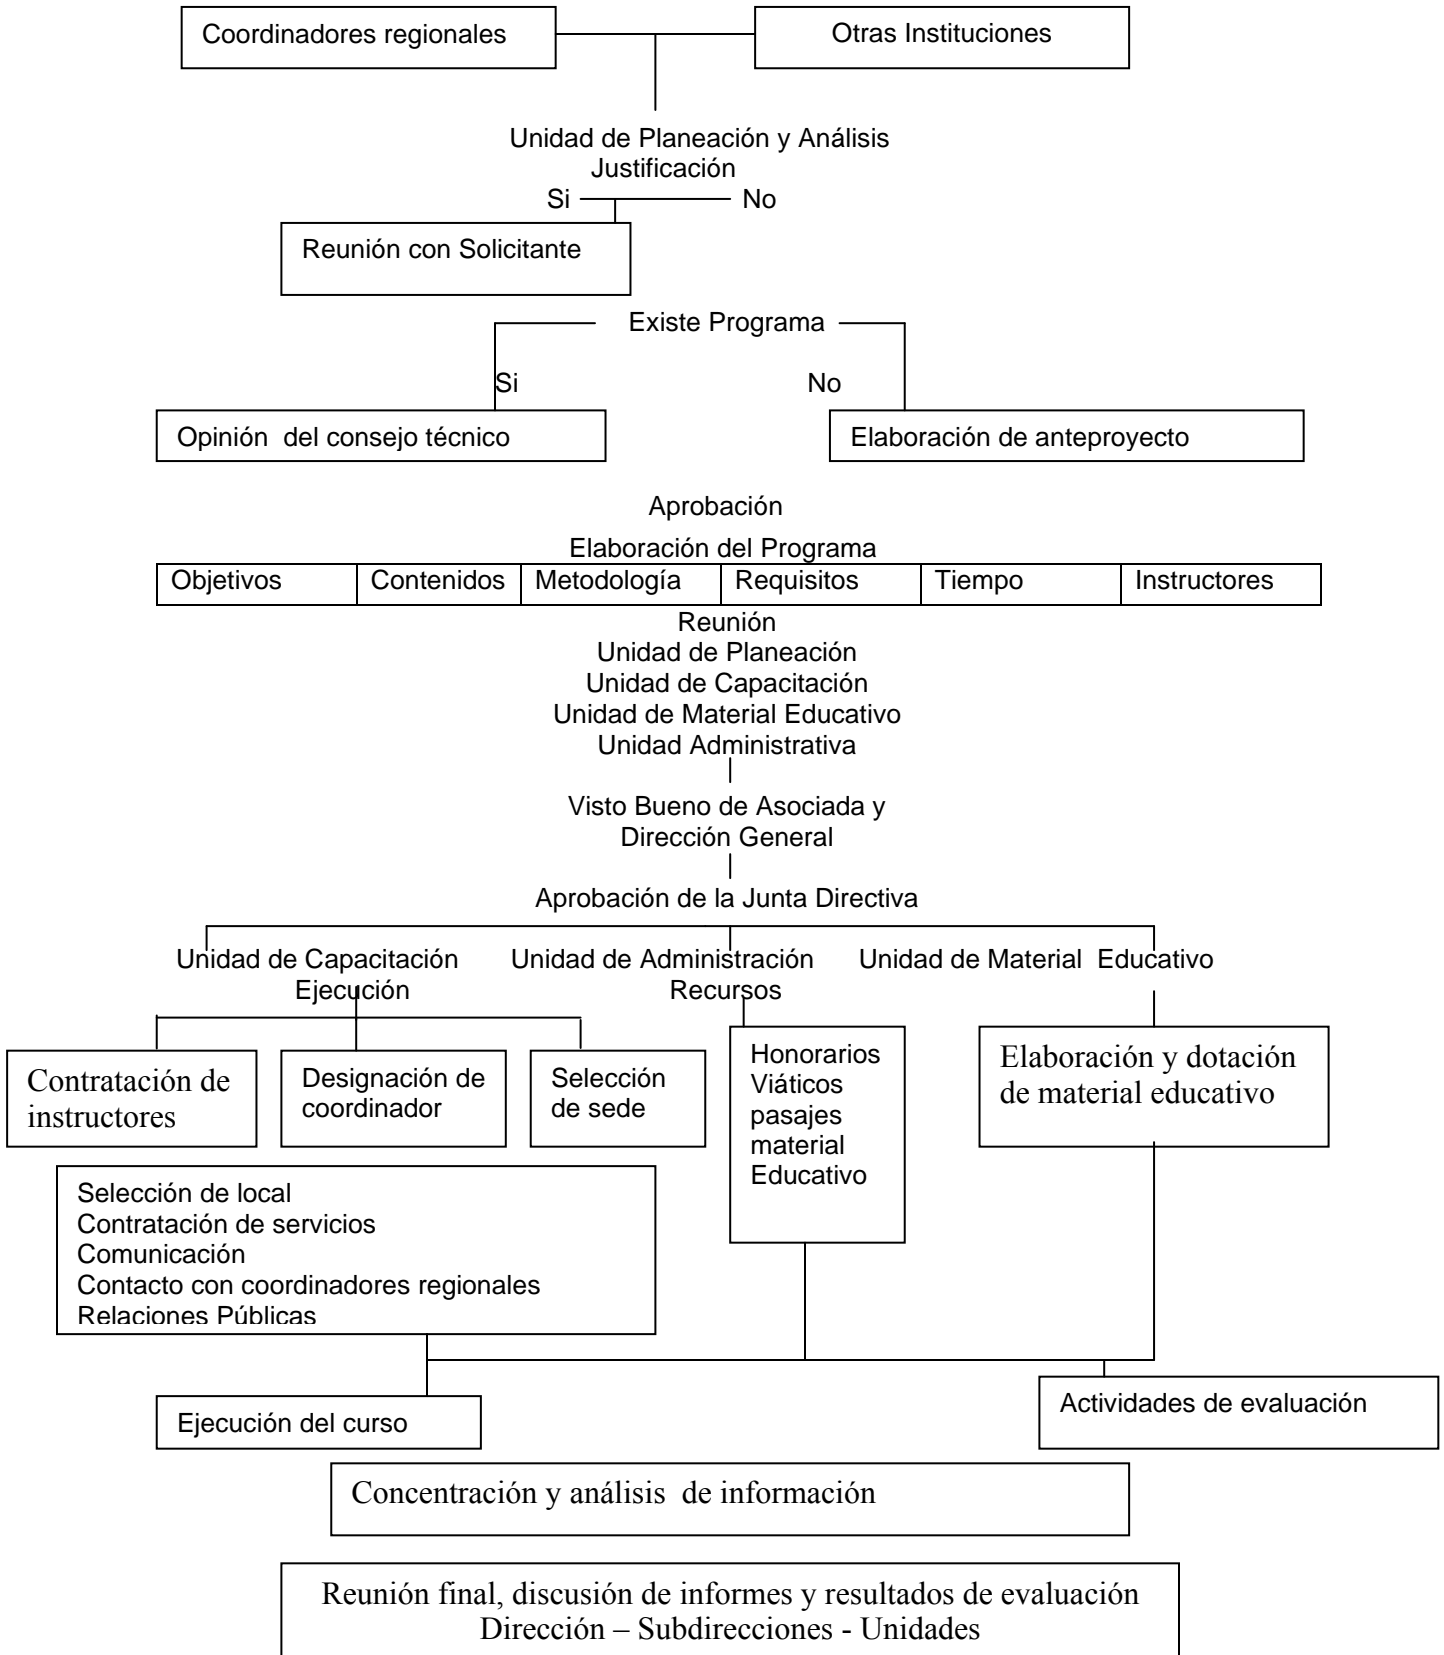 Coordinadores regionales
Otras Instituciones
Unidad de Planeación y Análisis
Justificación
Si
No
Reunión con Solicitante
Existe Programa
Si
No
Opinión del consejo técnico
Elaboración de anteproyecto
Aprobación
Elaboración del Programa
Objetivos
Contenidos
Metodología
Requisitos
Tiempo
Instructores
Reunión
Unidad de Planeación
Unidad de Capacitación
Unidad de Material Educativo
Unidad Administrativa
Visto Bueno de Asociada y
Dirección General
Aprobación de la Junta Directiva
Unidad de Capacitación
Ejecución
Unidad de Administración
Recursos
Unidad de Material Educativo
Contratación de
instructores
Designación de
coordinador
Selección
de sede
Honorarios
Viáticos
pasajes
material
Educativo
Elaboración y dotación
de material educativo
Selección de local
Contratación de servicios
Comunicación
Contacto con coordinadores regionales
Relaciones Públicas
Ejecución del curso
Actividades de evaluación
Concentración y análisis de información
Reunión final, discusión de informes y resultados de evaluación
Dirección – Subdirecciones - Unidades